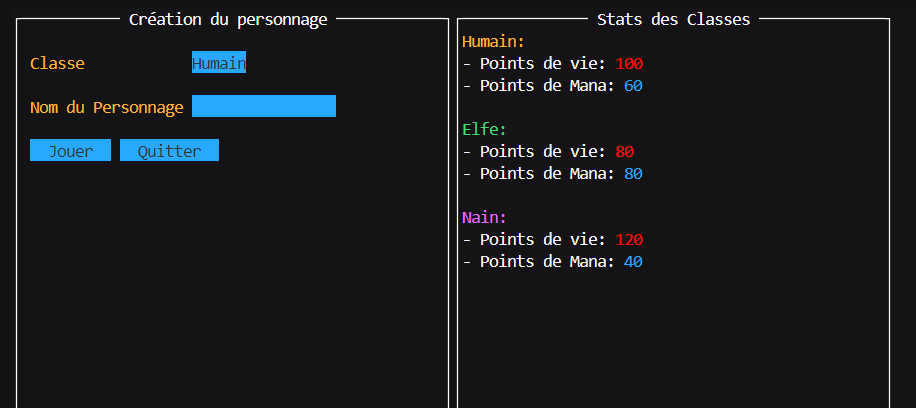 Création du personnage
Classe Humain
Nom du Personnage
Jouer Quitter
Stats des Classes
Humain:
- Points de vie: 100
- Points de Mana: 60
Elfe:
- Points de vie: 80
- Points de Mana: 80
Nain:
- Points de vie: 120
- Points de Mana: 40